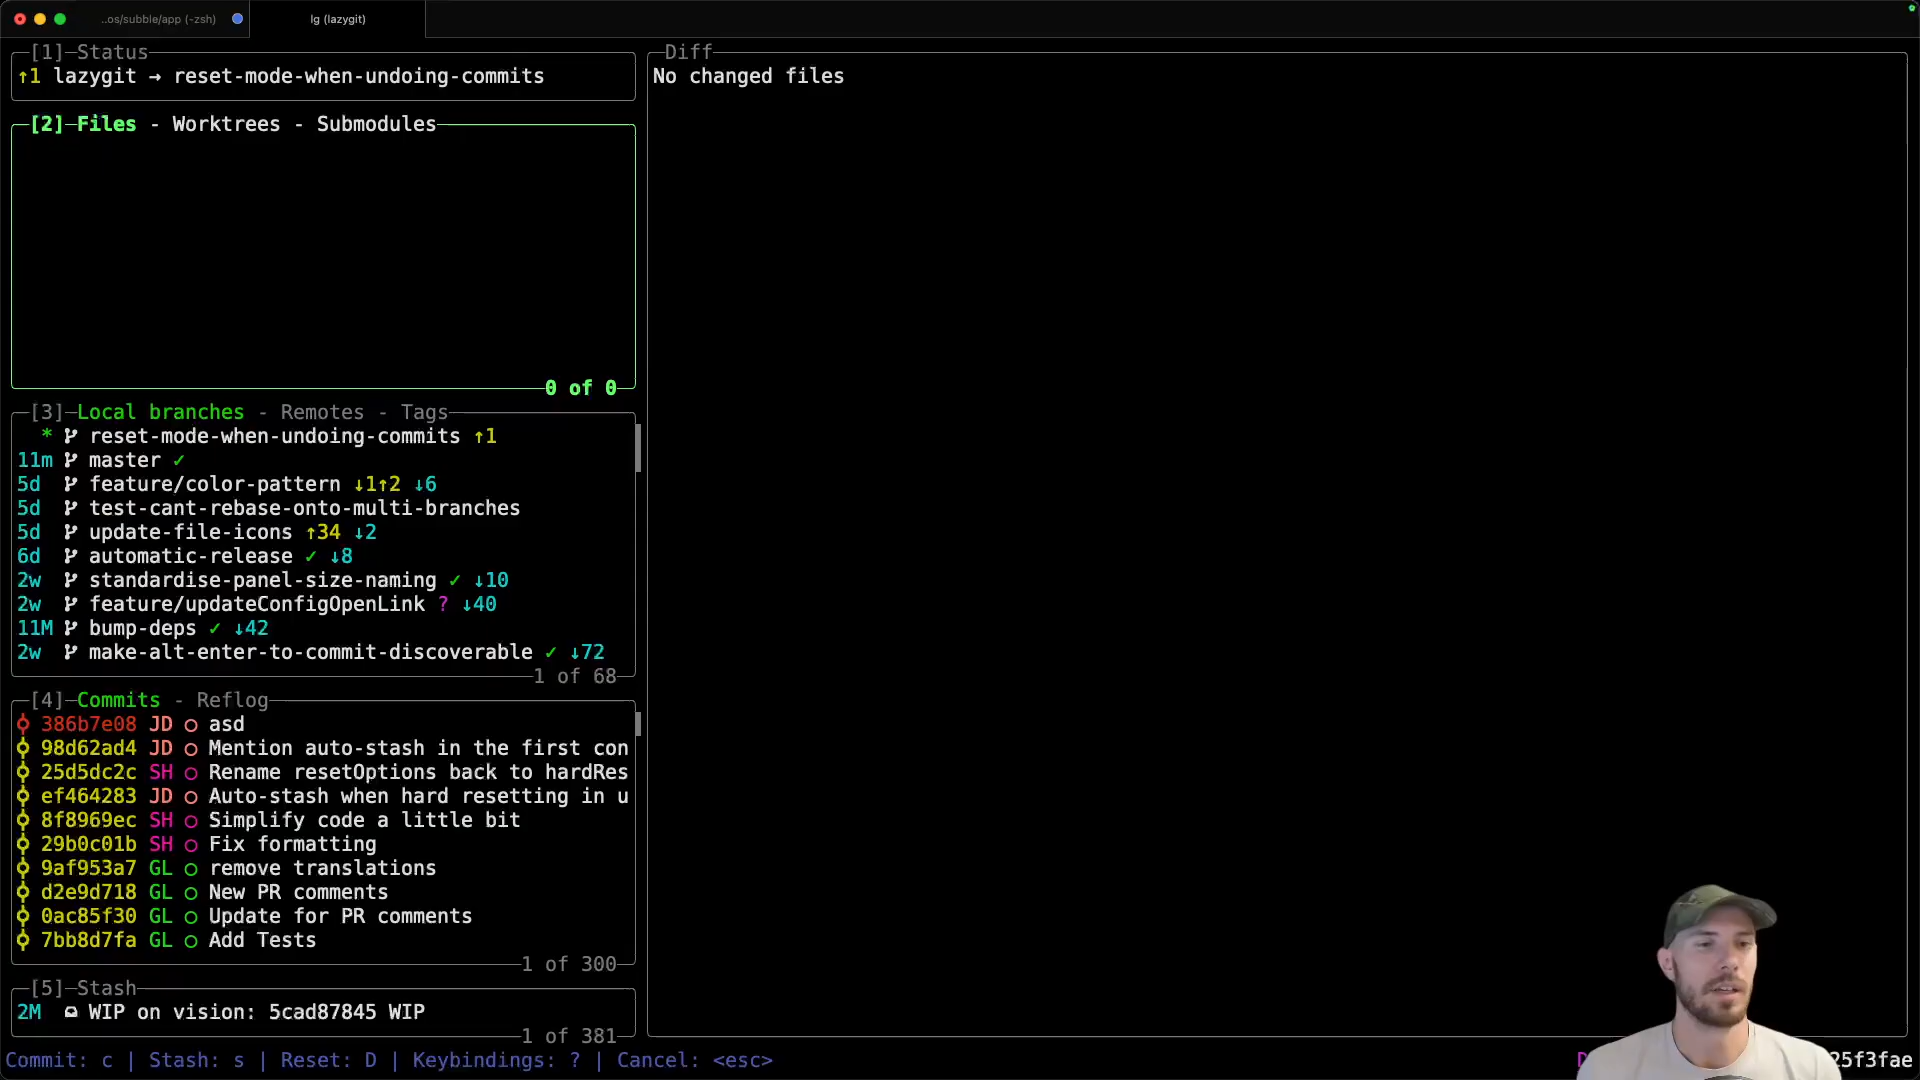 ..os/subble/app (-zsh)
lg (lazygit)
[1] Status
↑1 lazygit → reset-mode-when-undoing-commits
[2] Files - Worktrees - Submodules
0 of 0
[3] Local branches - Remotes - Tags
* reset-mode-when-undoing-commits ↑1
11m master ✓
5d feature/color-pattern ↓1↑2 ↓6
5d test-cant-rebase-onto-multi-branches
5d update-file-icons ↑34 ↓2
6d automatic-release ✓ ↓8
2w standardise-panel-size-naming ✓ ↓10
2w feature/updateConfigOpenLink ? ↓40
11M bump-deps ✓ ↓42
2w make-alt-enter-to-commit-discoverable ✓ ↓72
1 of 68
[4] Commits - Reflog
386b7e08 JD asd
98d62ad4 JD Mention auto-stash in the first con
25d5dc2c SH Rename resetOptions back to hardRes
ef464283 JD Auto-stash when hard resetting in u
8f8969ec SH Simplify code a little bit
29b0c01b SH Fix formatting
9af953a7 GL remove translations
d2e9d718 GL New PR comments
0ac85f30 GL Update for PR comments
7bb8d7fa GL Add Tests
1 of 300
[5] Stash
2M WIP on vision: 5cad87845 WIP
1 of 381
Diff
No changed files
Commit: c | Stash: s | Reset: D | Keybindings: ? | Cancel: <esc>
25f3fae